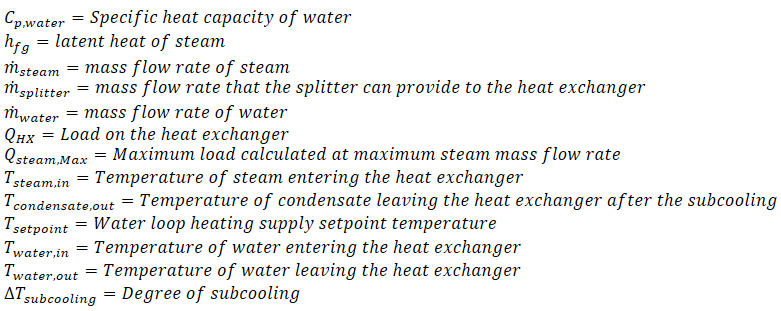 C_{p,water} = Specific heat capacity of water
h_{fg} = latent heat of steam
ṁ_{steam} = mass flow rate of steam
ṁ_{splitter} = mass flow rate that the splitter can provide to the heat exchanger
ṁ_{water} = mass flow rate of water
Q_{HX} = Load on the heat exchanger
Q_{steam,Max} = Maximum load calculated at maximum steam mass flow rate
T_{steam,in} = Temperature of steam entering the heat exchanger
T_{condensate,out} = Temperature of condensate leaving the heat exchanger after the subcooling
T_{setpoint} = Water loop heating supply setpoint temperature
T_{water,in} = Temperature of water entering the heat exchanger
T_{water,out} = Temperature of water leaving the heat exchanger
ΔT_{subcooling} = Degree of subcooling